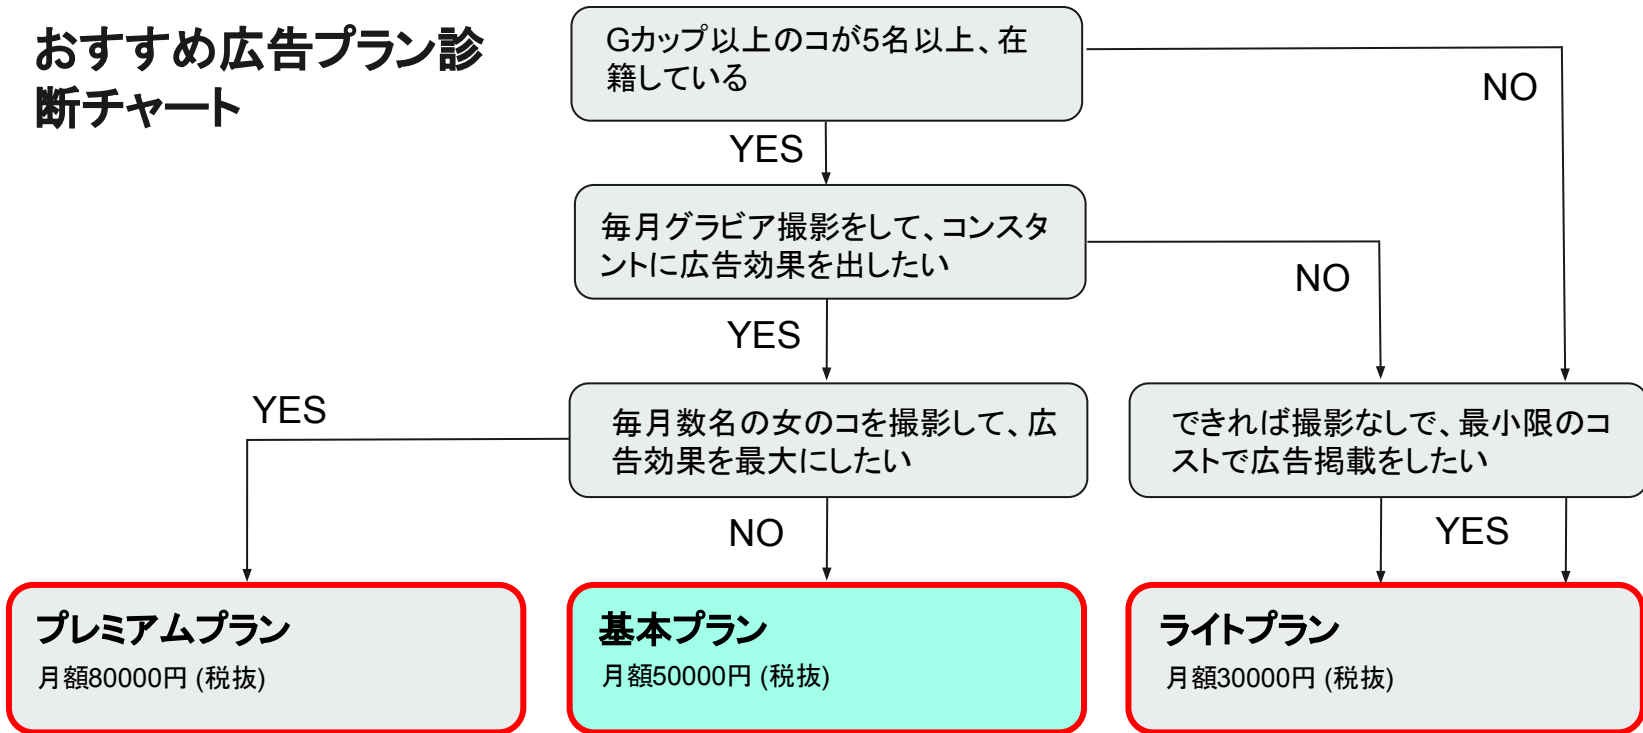 おすすめ広告プラン診
断チャート
Gカップ以上のコが5名以上、在
籍している
NO
YES
毎月グラビア撮影をして、コンスタ
ントに広告効果を出したい
NO
YES
YES
毎月数名の女のコを撮影して、広
告効果を最大にしたい
できれば撮影なしで、最小限のコ
ストで広告掲載をしたい
NO
YES
プレミアムプラン
月額80000円 (税抜)
基本プラン
月額50000円 (税抜)
ライトプラン
月額30000円 (税抜)